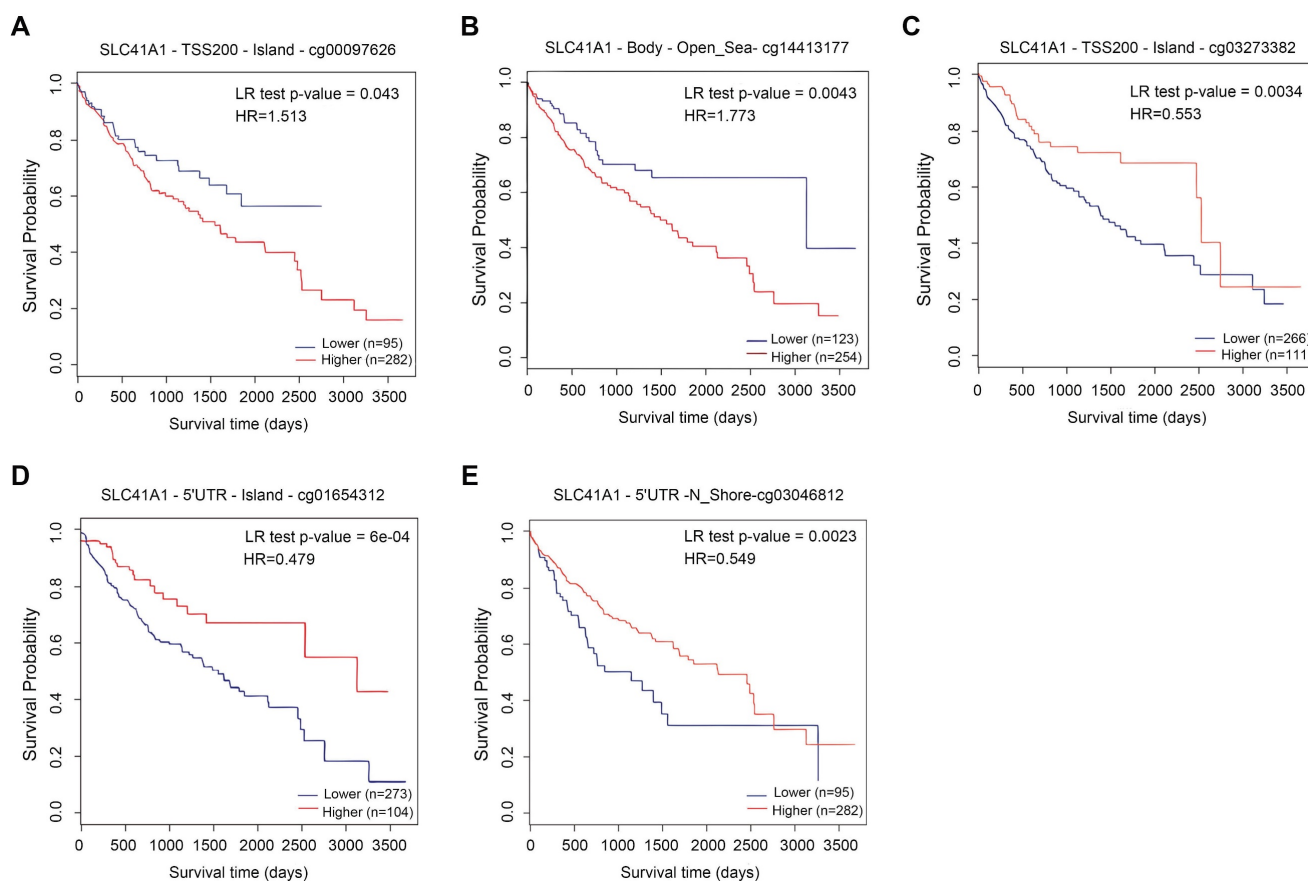 A
SLC41A1 - TSS200 - Island - cg00097626
LR test p-value = 0.043
HR=1.513
Survival Probability
0.0 0.2 0.4 0.6 0.8 1.0
Lower (n=95)
Higher (n=282)
0 500 1000 1500 2000 2500 3000 3500
Survival time (days)
B
SLC41A1 - Body - Open_Sea- cg14413177
LR test p-value = 0.0043
HR=1.773
Survival Probability
0.0 0.2 0.4 0.6 0.8 1.0
Lower (n=123)
Higher (n=254)
0 500 1000 1500 2000 2500 3000 3500
Survival time (days)
C
SLC41A1 - TSS200 - Island - cg03273382
LR test p-value = 0.0034
HR=0.553
Survival Probability
0.0 0.2 0.4 0.6 0.8 1.0
Lower (n=266)
Higher (n=111)
0 500 1000 1500 2000 2500 3000 3500
Survival time (days)
D
SLC41A1 - 5'UTR - Island - cg01654312
LR test p-value = 6e-04
HR=0.479
Survival Probability
0.0 0.2 0.4 0.6 0.8 1.0
Lower (n=273)
Higher (n=104)
0 500 1000 1500 2000 2500 3000 3500
Survival time (days)
E
SLC41A1 - 5'UTR -N_Shore-cg03046812
LR test p-value = 0.0023
HR=0.549
Survival Probability
0.0 0.2 0.4 0.6 0.8 1.0
Lower (n=95)
Higher (n=282)
0 500 1000 1500 2000 2500 3000 3500
Survival time (days)